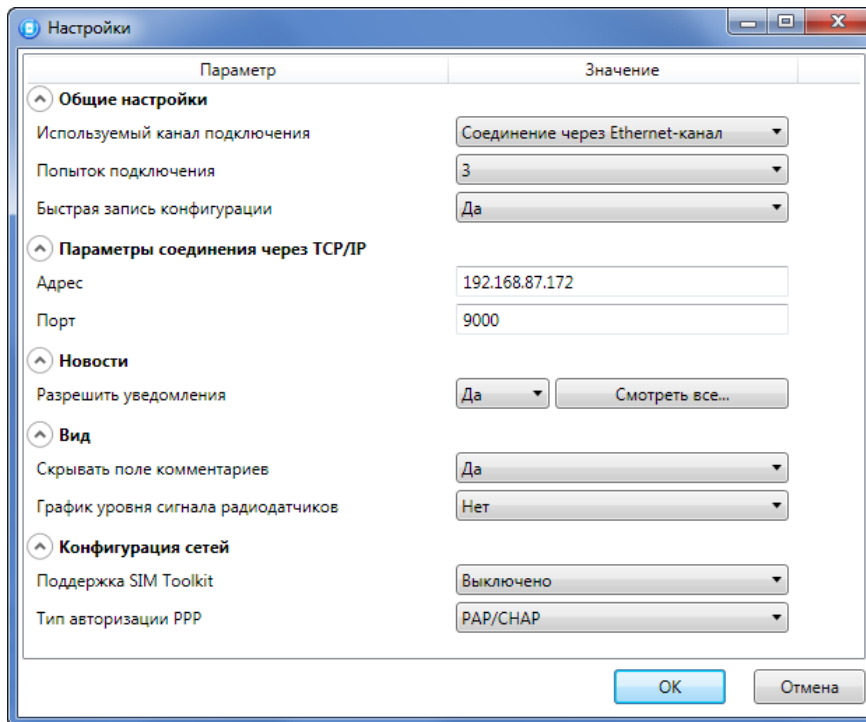 Настройки
Параметр Значение
Общие настройки
Используемый канал подключения Соединение через Ethernet-канал
Попыток подключения 3
Быстрая запись конфигурации Да
Параметры соединения через TCP/IP
Адрес 192.168.87.172
Порт 9000
Новости
Разрешить уведомления Да Смотреть все...
Вид
Скрывать поле комментариев Да
График уровня сигнала радиодатчиков Нет
Конфигурация сетей
Поддержка SIM Toolkit Выключено
Тип авторизации PPP PAP/CHAP
OK Отмена